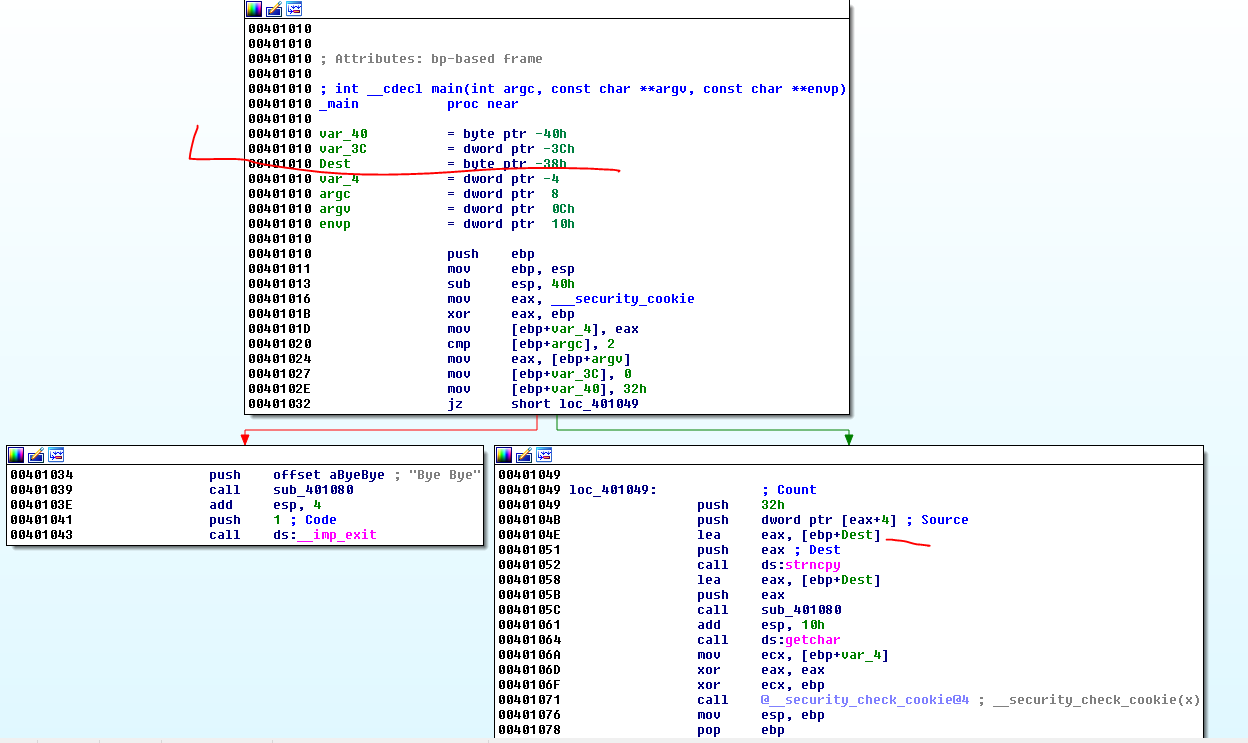 00401010
00401010
00401010 ; Attributes: bp-based frame
00401010
00401010 ; int __cdecl main(int argc, const char **argv, const char **envp)
00401010 _main proc near
00401010
00401010 var_40 = byte ptr -40h
00401010 var_3C = dword ptr -3Ch
00401010 Dest = byte ptr -38h
00401010 var_4 = dword ptr -4
00401010 argc = dword ptr 8
00401010 argv = dword ptr 0Ch
00401010 envp = dword ptr 10h
00401010
00401010 push ebp
00401011 mov ebp, esp
00401013 sub esp, 40h
00401016 mov eax, ___security_cookie
0040101B xor eax, ebp
0040101D mov [ebp+var_4], eax
00401020 cmp [ebp+argc], 2
00401024 mov eax, [ebp+argv]
00401027 mov [ebp+var_3C], 0
0040102E mov [ebp+var_40], 32h
00401032 jz short loc_401049
00401034 push offset aByeBye ; "Bye Bye"
00401039 call sub_401080
0040103E add esp, 4
00401041 push 1 ; Code
00401043 call ds:__imp_exit
00401049
00401049 loc_401049: ; Count
00401049 push 32h
0040104B push dword ptr [eax+4] ; Source
0040104E lea eax, [ebp+Dest]
00401051 push eax ; Dest
00401052 call ds:strncpy
00401058 lea eax, [ebp+Dest]
0040105B push eax
0040105C call sub_401080
00401061 add esp, 10h
00401064 call ds:getchar
0040106A mov ecx, [ebp+var_4]
0040106D xor eax, eax
0040106F xor ecx, ebp
00401071 call @__security_check_cookie@4 ; __security_check_cookie(x)
00401076 mov esp, ebp
00401078 pop ebp